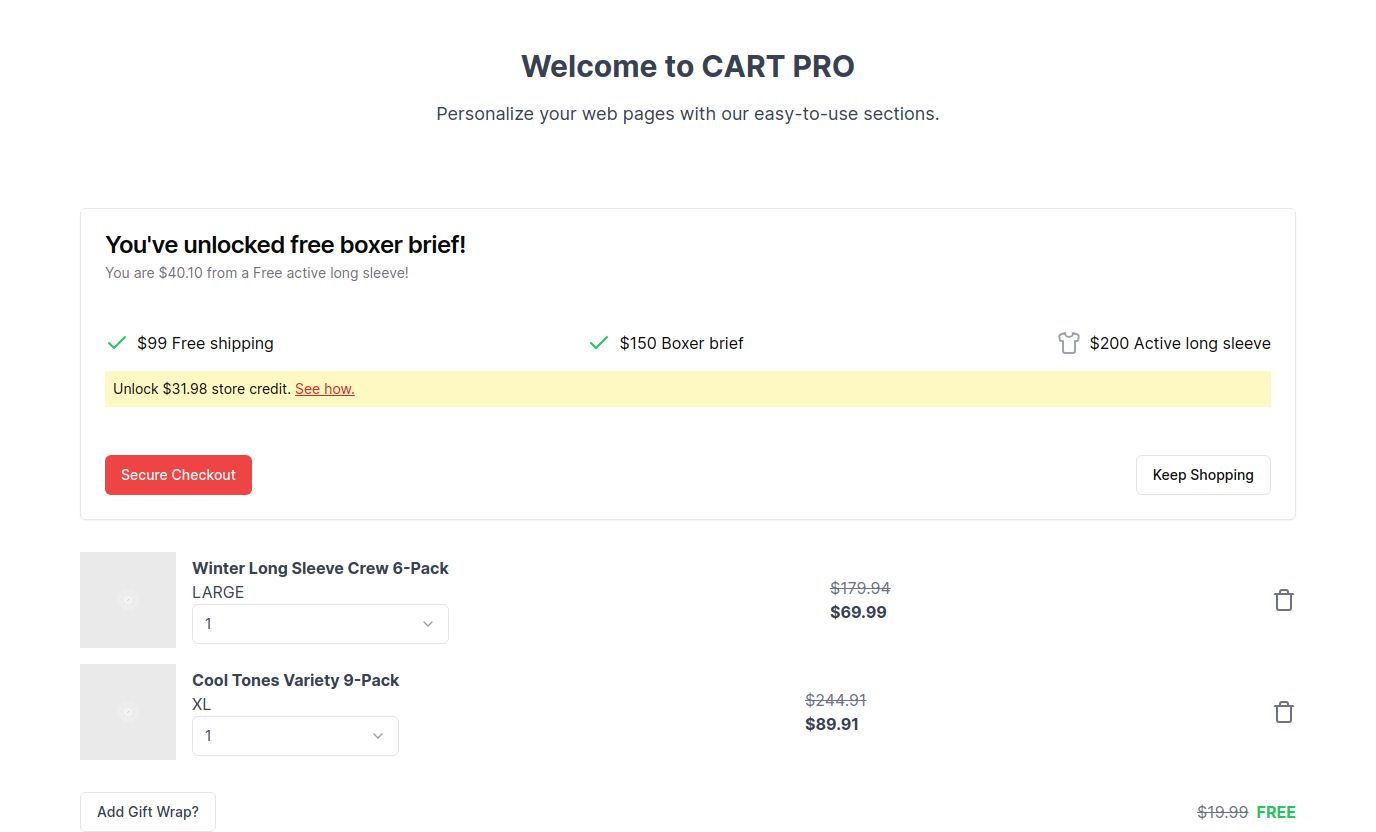 Welcome to CART PRO
Personalize your web pages with our easy-to-use sections.
You've unlocked free boxer brief!
You are $40.10 from a Free active long sleeve!
$99 Free shipping
$150 Boxer brief
$200 Active long sleeve
Unlock $31.98 store credit. See how.
Secure Checkout
Keep Shopping
Winter Long Sleeve Crew 6-Pack
LARGE
1
$179.94
$69.99
Cool Tones Variety 9-Pack
XL
1
$244.91
$89.91
Add Gift Wrap?
$19.99 FREE